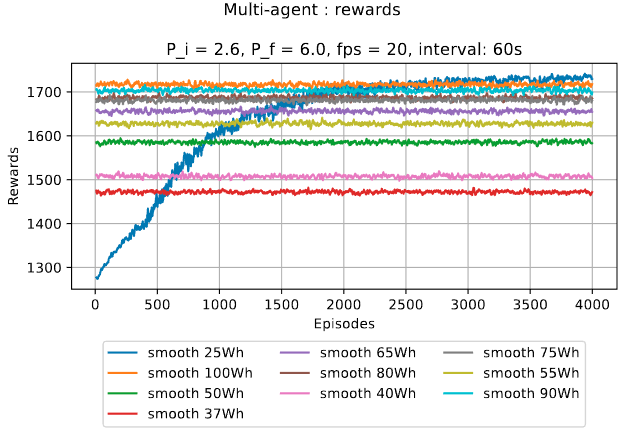 Multi-agent : rewards
P_i = 2.6, P_f = 6.0, fps = 20, interval: 60s
1700
1600
1500
1400
1300
Rewards
0 500 1000 1500 2000 2500 3000 3500 4000
Episodes
smooth 25Wh smooth 65Wh smooth 75Wh
smooth 100Wh smooth 80Wh smooth 55Wh
smooth 50Wh smooth 40Wh smooth 90Wh
smooth 37Wh